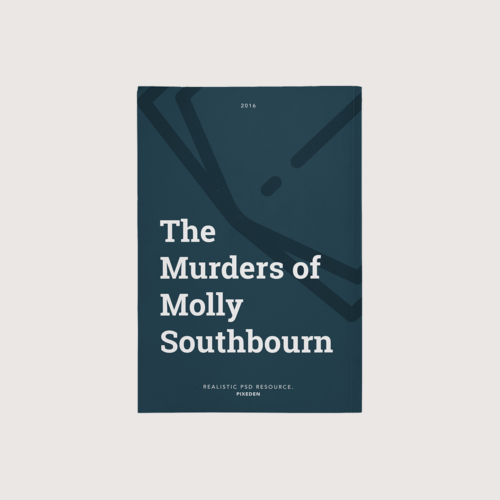 2016
The
Murders of
Molly
Southbourn
REALISTIC PSD RESOURCE.
PIXEDEN